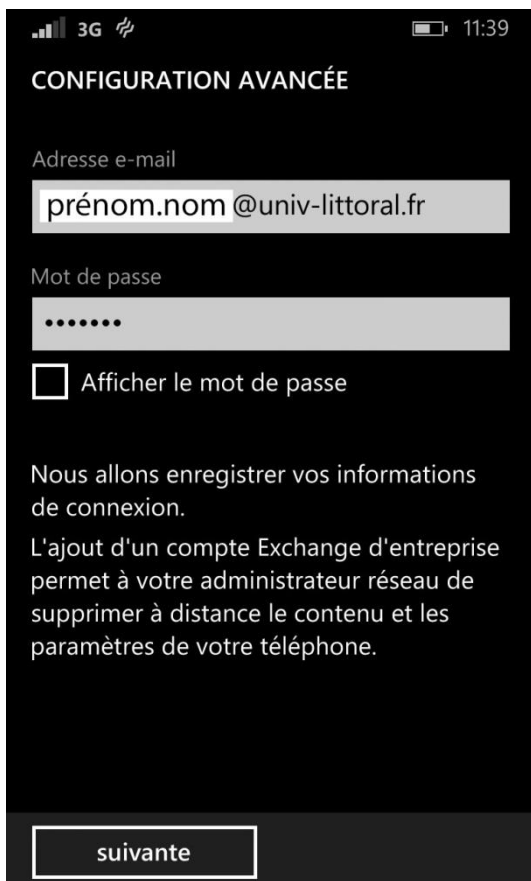 3G 11:39
CONFIGURATION AVANCÉE
Adresse e-mail
prénom.nom @univ-littoral.fr
Mot de passe
•••••••
Afficher le mot de passe
Nous allons enregistrer vos informations
de connexion.
L'ajout d'un compte Exchange d'entreprise
permet à votre administrateur réseau de
supprimer à distance le contenu et les
paramètres de votre téléphone.
suivante